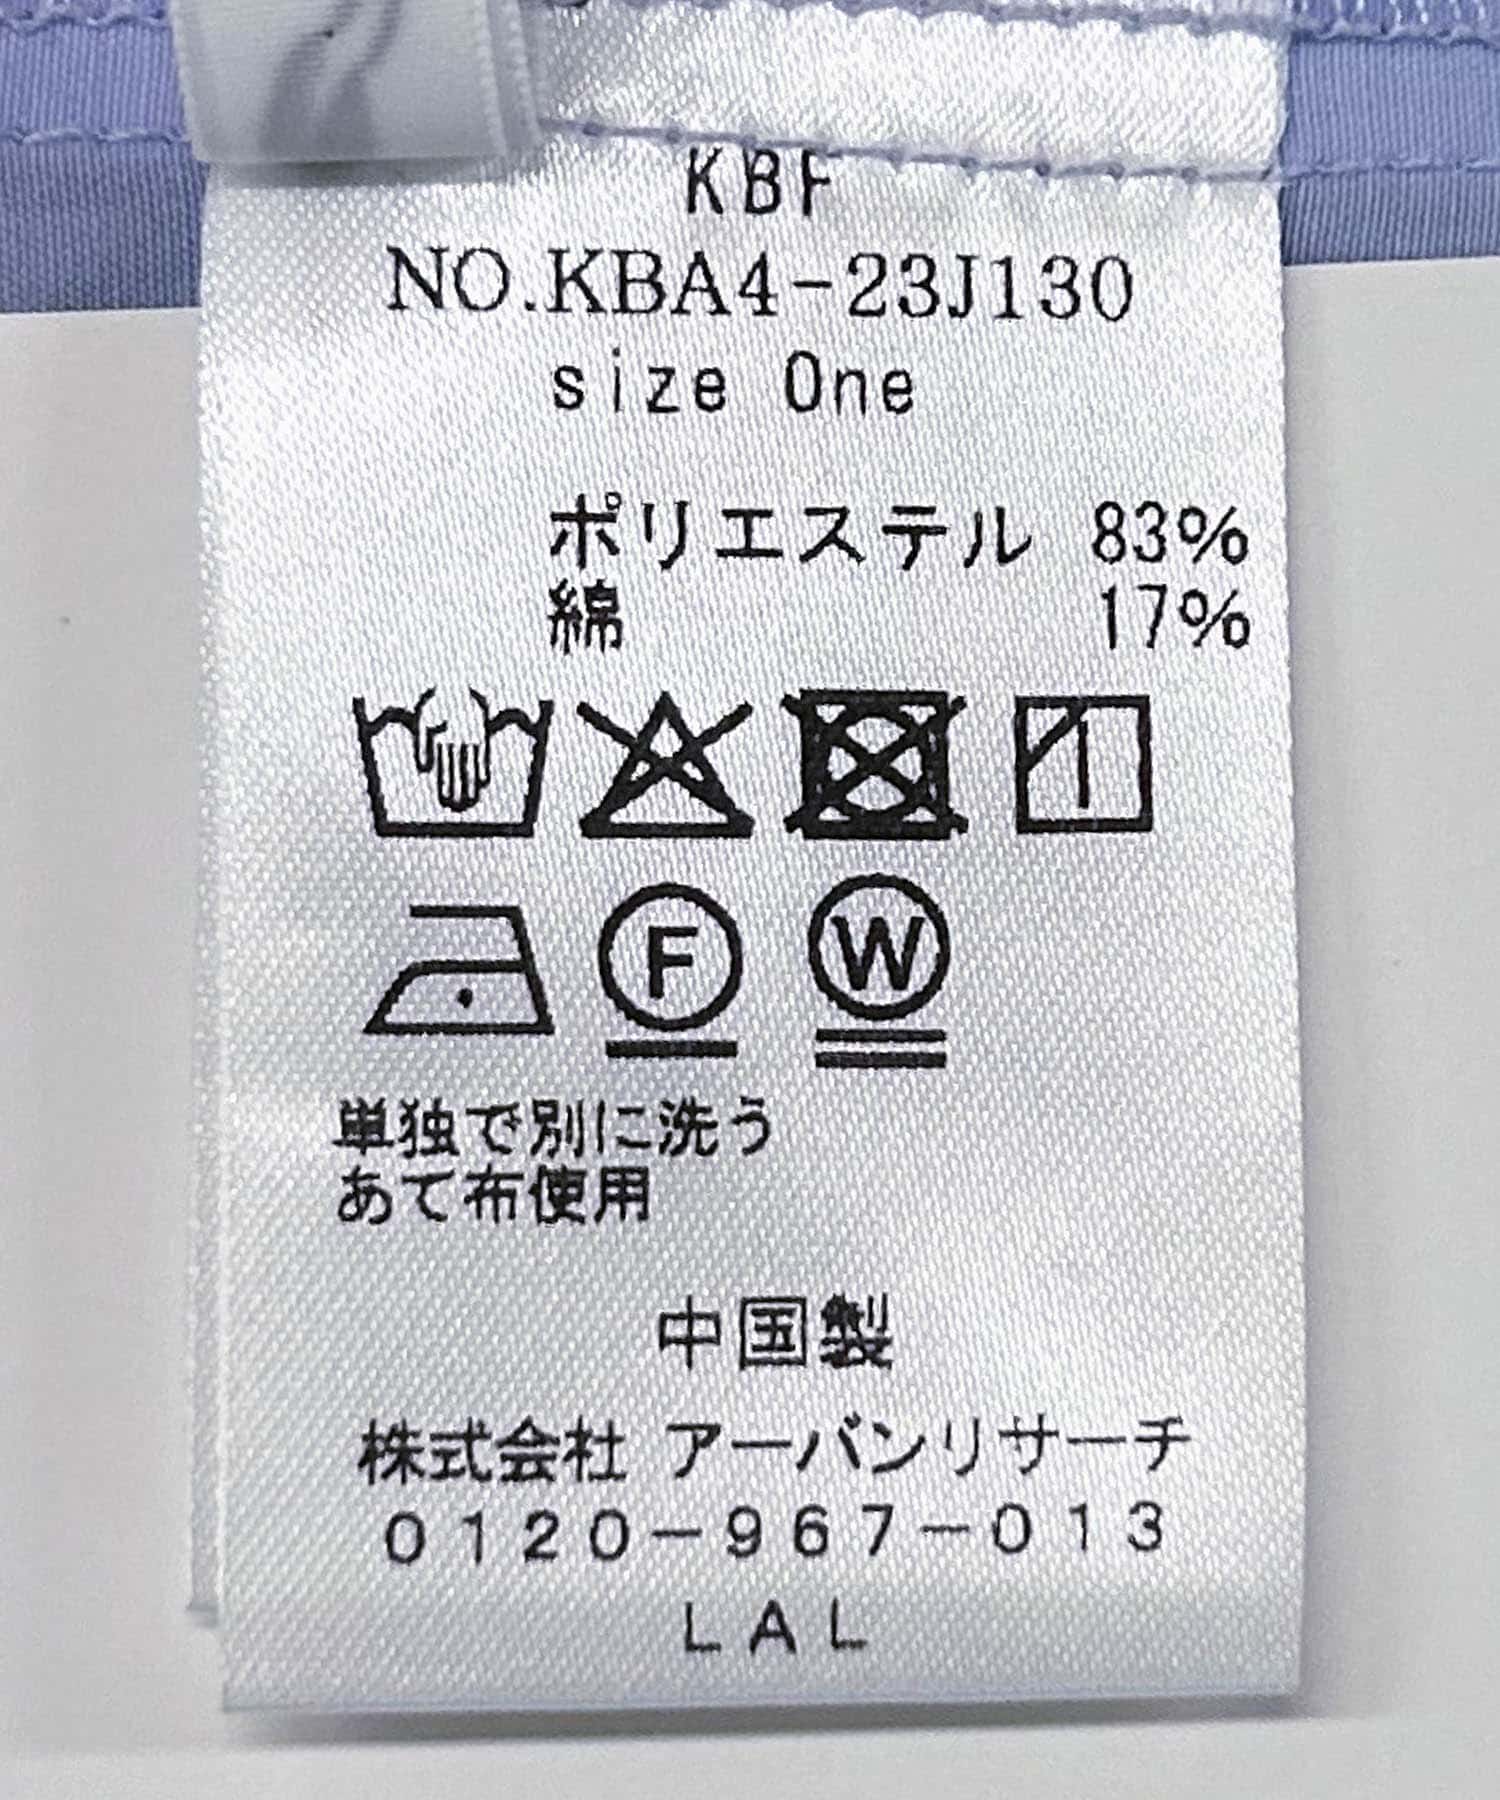 KBF
NO.KBA4-23J130
size One
ポリエステル 83%
綿 17%
F W
単独で別に洗う
あて布使用
中国製
株式会社 アーバンリサーチ
0120-967-013
LAL